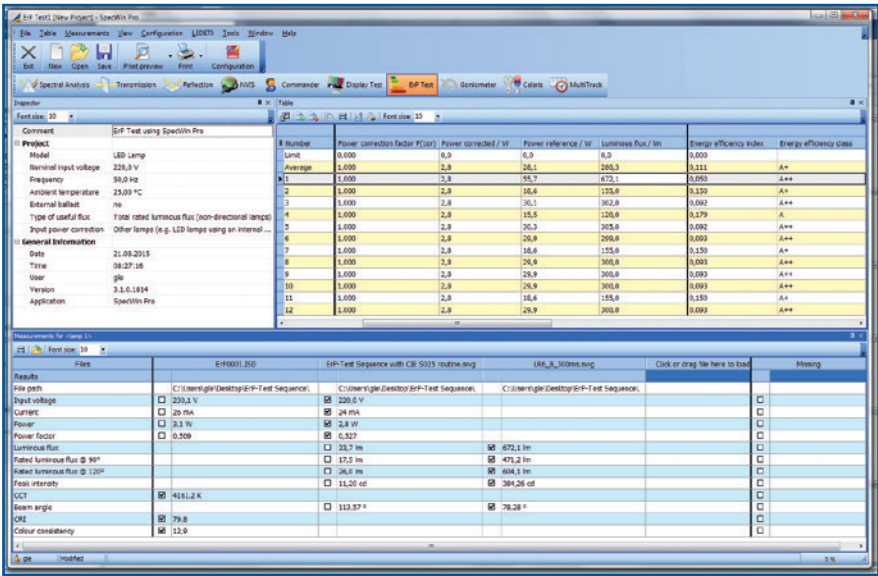 ErP Test1 [New Project] - SpecWin Pro
File Table Measurements View Configuration LED870 Tools Window Help
Exit New Open Save Print preview Print Configuration
Spectral Analysis Transmission Reflection NVIS Commander Display Test ErP Test Goniometer Coloris MultiTrack
Inspector Table
Font size: 10 Font size: 10
Comment ErP Test using SpecWin Pro
Project
Model LED Lamp
Nominal input voltage 220,0 V
Frequency 50,0 Hz
Ambient temperature 25,00 °C
External ballast no
Type of useful flux Total rated luminous flux (non-directional lamps)
Input power correction Other lamps (e.g. LED lamps using an internal ...
General Information
Date 21.08.2015
Time 08:27:16
User gle
Version 3.1.0.1814
Application SpecWin Pro
Number Power correction factor P(cor) Power corrected / W Power reference / W Luminous flux / lm Energy efficiency index Energy efficiency class
Limit 0.000 0,0 0,0 0,0 0,000
Average 1.000 2,8 280,3 0,111 A+
1 1.000 2,8 55,7 672,1 0,050 A++
2 1.000 2,8 18,6 155,0 0,150 A+
3 1.000 2,8 30,1 302,0 0,092 A++
4 1.000 2,8 15,5 120,0 0,179 A
5 1.000 2,8 30,3 305,0 0,092 A++
6 1.000 2,8 29,9 299,0 0,093 A++
7 1.000 2,8 18,6 155,0 0,150 A+
8 1.000 2,8 29,9 300,0 0,093 A++
9 1.000 2,8 29,9 300,0 0,093 A++
10 1.000 2,8 29,9 300,0 0,093 A++
11 1.000 2,8 18,6 155,0 0,150 A+
12 1.000 2,8 29,9 300,0 0,093 A++
Measurements for <lamp 1>
Font size: 10
Files ErP0001.ISD ErP-Test Sequence with CIE S025 routine.swg LR6_8_300ms.swg Click or drag file here to load Missing
Results
File path C:\Users\gle\Desktop\ErP-Test Sequence\ C:\Users\gle\Desktop\ErP-Test Sequence\ C:\Users\gle\Desktop\ErP-Test Sequence\
Input voltage 230,1 V 220,0 V
Current 26 mA 24 mA
Power 3,1 W 2,8 W
Power factor 0,509 0,527
Luminous flux 33,7 lm 672,1 lm
Rated luminous flux @ 90° 17,5 lm 471,2 lm
Rated luminous flux @ 120° 26,0 lm 604,1 lm
Peak intensity 11,20 cd 384,26 cd
CCT 4161,2 K
Beam angle 113,57 ° 78,28 °
CRI 79,8
Colour consistency 12,9
gle Modified